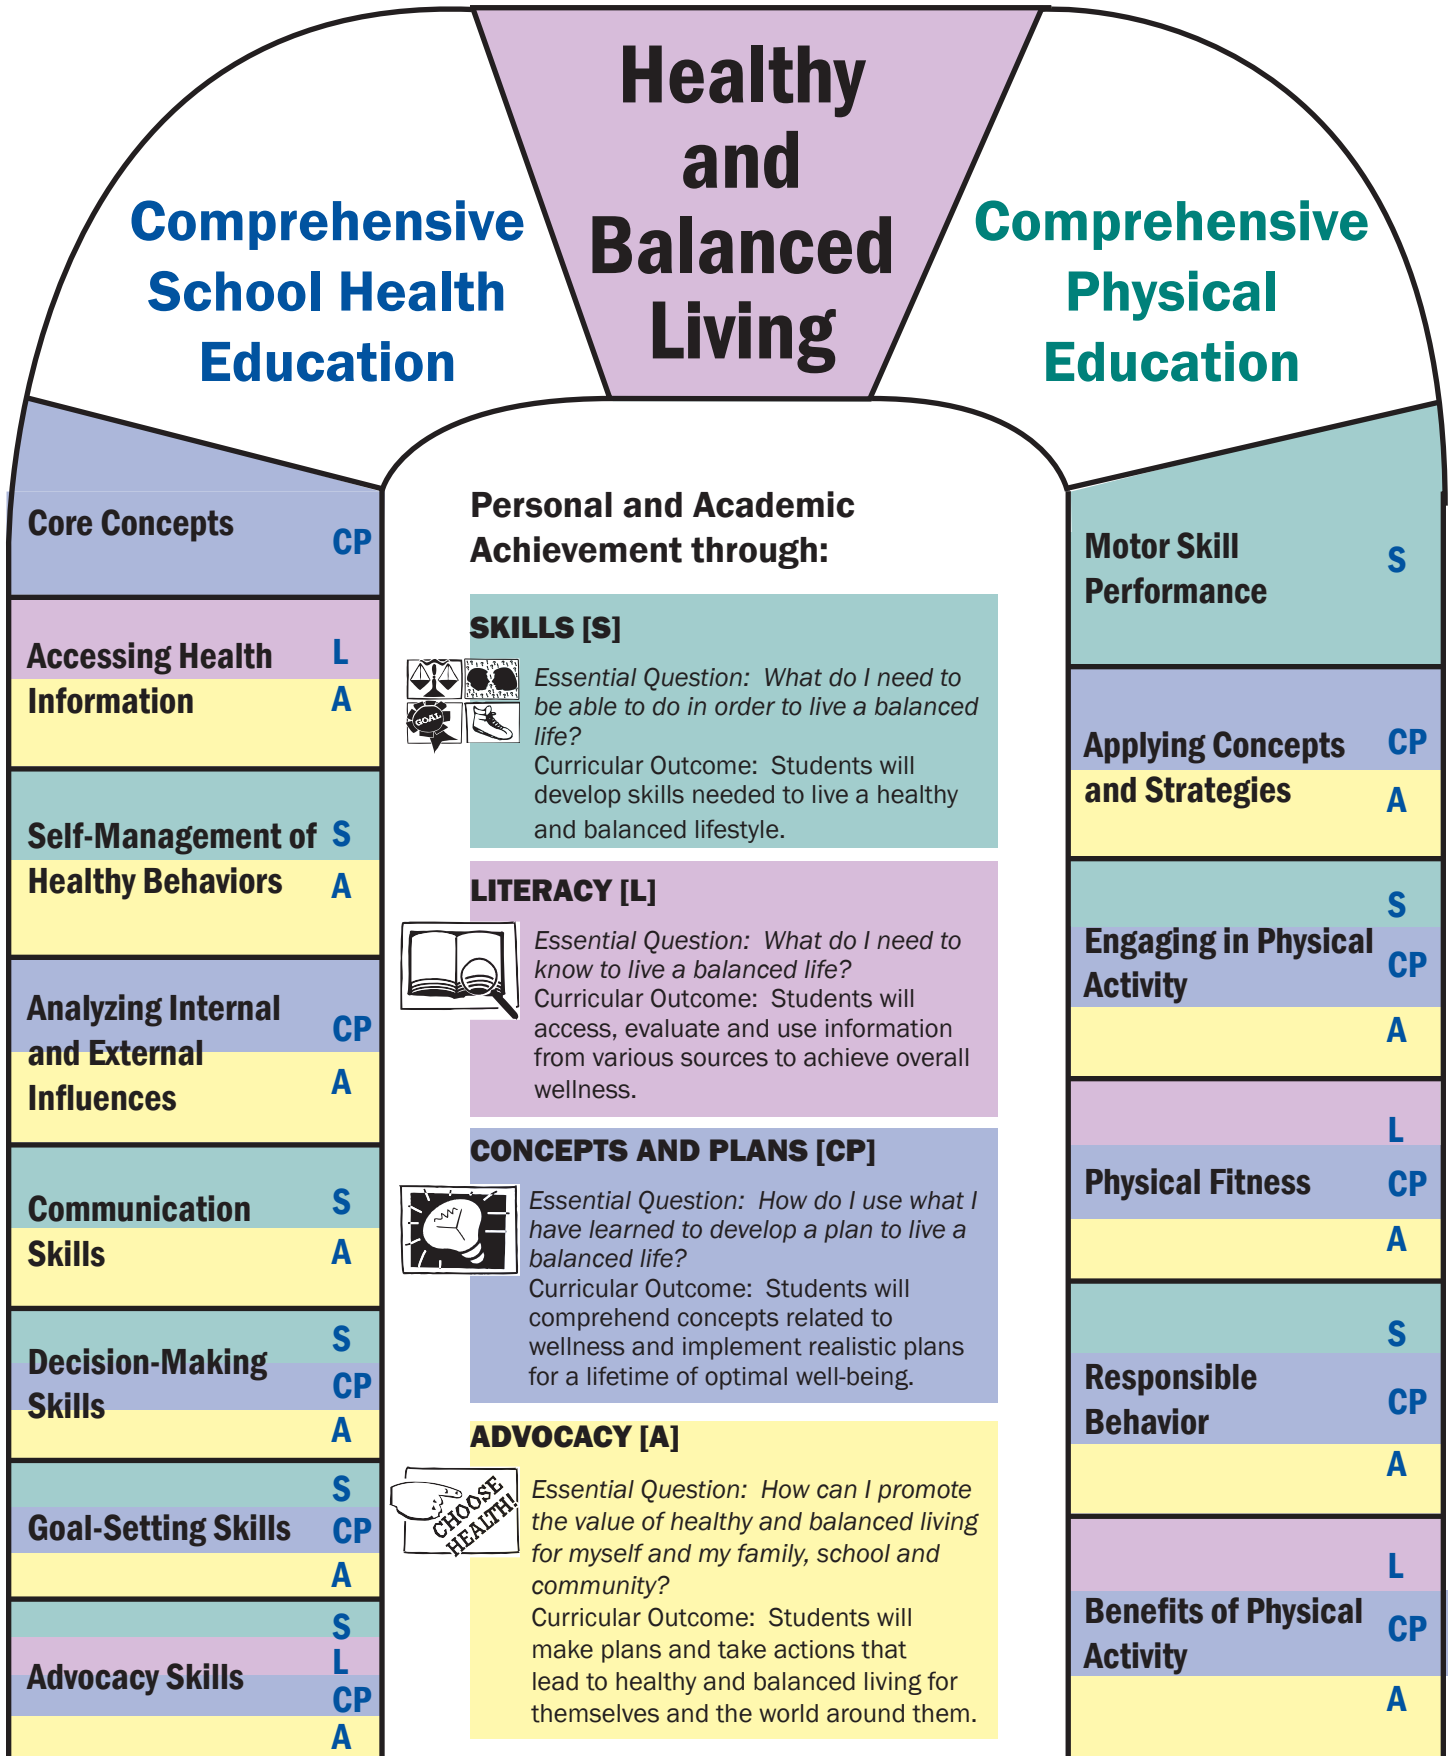 Healthy
and
Balanced
Living
Comprehensive
School Health
Education
Comprehensive
Physical
Education
Core Concepts
CP
Accessing Health
Information
L
A
Self-Management of
Healthy Behaviors
S
A
Analyzing Internal
and External
Influences
CP
A
Communication
Skills
S
A
Decision-Making
Skills
S
CP
A
Goal-Setting Skills
S
CP
A
Advocacy Skills
S
L
CP
A
Personal and Academic
Achievement through:
SKILLS [S]
GOAL
Essential Question:  What do I need to
be able to do in order to live a balanced
life?
Curricular Outcome:  Students will
develop skills needed to live a healthy
and balanced lifestyle.
LITERACY [L]
Essential Question:  What do I need to
know to live a balanced life?
Curricular Outcome:  Students will
access, evaluate and use information
from various sources to achieve overall
wellness.
CONCEPTS AND PLANS [CP]
Essential Question:  How do I use what I
have learned to develop a plan to live a
balanced life?
Curricular Outcome:  Students will
comprehend concepts related to
wellness and implement realistic plans
for a lifetime of optimal well-being.
ADVOCACY [A]
CHOOSE
HEALTH!
Essential Question:  How can I promote
the value of healthy and balanced living
for myself and my family, school and
community?
Curricular Outcome:  Students will
make plans and take actions that
lead to healthy and balanced living for
themselves and the world around them.
Motor Skill
Performance
S
Applying Concepts
and Strategies
CP
A
Engaging in Physical
Activity
S
CP
A
Physical Fitness
L
CP
A
Responsible
Behavior
S
CP
A
Benefits of Physical
Activity
L
CP
A